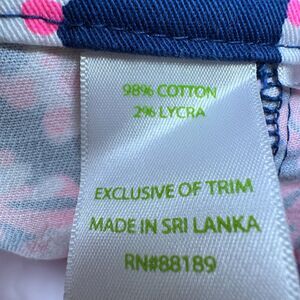 98% COTTON
2% LYCRA
EXCLUSIVE OF TRIM
MADE IN SRI LANKA
RN#88189